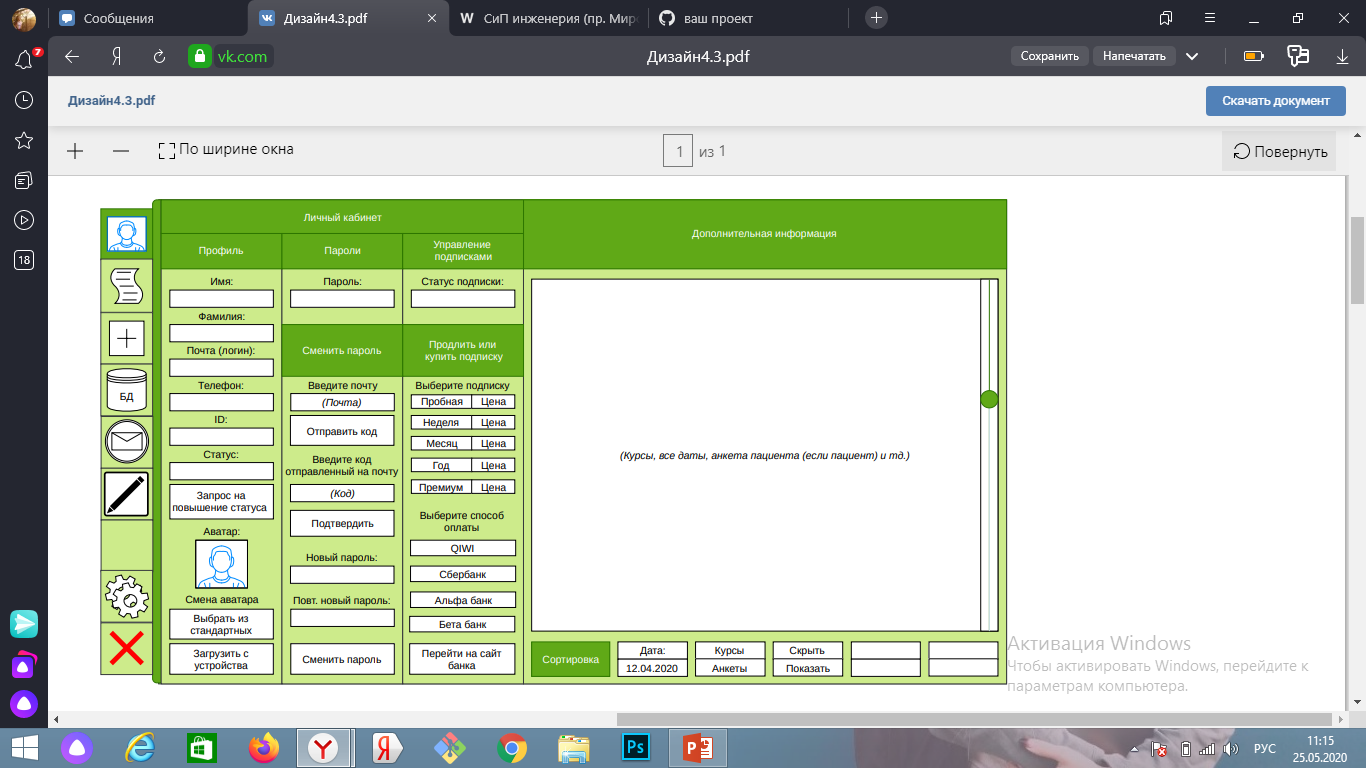 Сообщения
Дизайн4.3.pdf
W СиП инженерия (пр. Миро
ваш проект
7
Я
vk.com
Дизайн4.3.pdf
Сохранить
Напечатать
Дизайн4.3.pdf
Скачать документ
По ширине окна
1 из 1
Повернуть
18
Личный кабинет
Дополнительная информация
Профиль
Пароли
Управление
подписками
Имя:
Фамилия:
Почта (логин):
Телефон:
ID:
Статус:
Запрос на
повышение статуса
Аватар:
Смена аватара
Выбрать из
стандартных
Загрузить с
устройства
Пароль:
Сменить пароль
Введите почту
(Почта)
Отправить код
Введите код
отправленный на почту
(Код)
Подтвердить
Новый пароль:
Повт. новый пароль:
Сменить пароль
Статус подписки:
Продлить или
купить подписку
Выберите подписку
Пробная Цена
Неделя Цена
Месяц Цена
Год Цена
Премиум Цена
Выберите способ
оплаты
QIWI
Сбербанк
Альфа банк
Бета банк
Перейти на сайт
банка
БД
(Курсы, все даты, анкета пациента (если пациент) и тд.)
Сортировка
Дата:
12.04.2020
Курсы
Анкеты
Скрыть
Показать
Активация Windows
Чтобы активировать Windows, перейдите к
параметрам компьютера.
Y
Я
Ps
P
РУС
11:15
25.05.2020